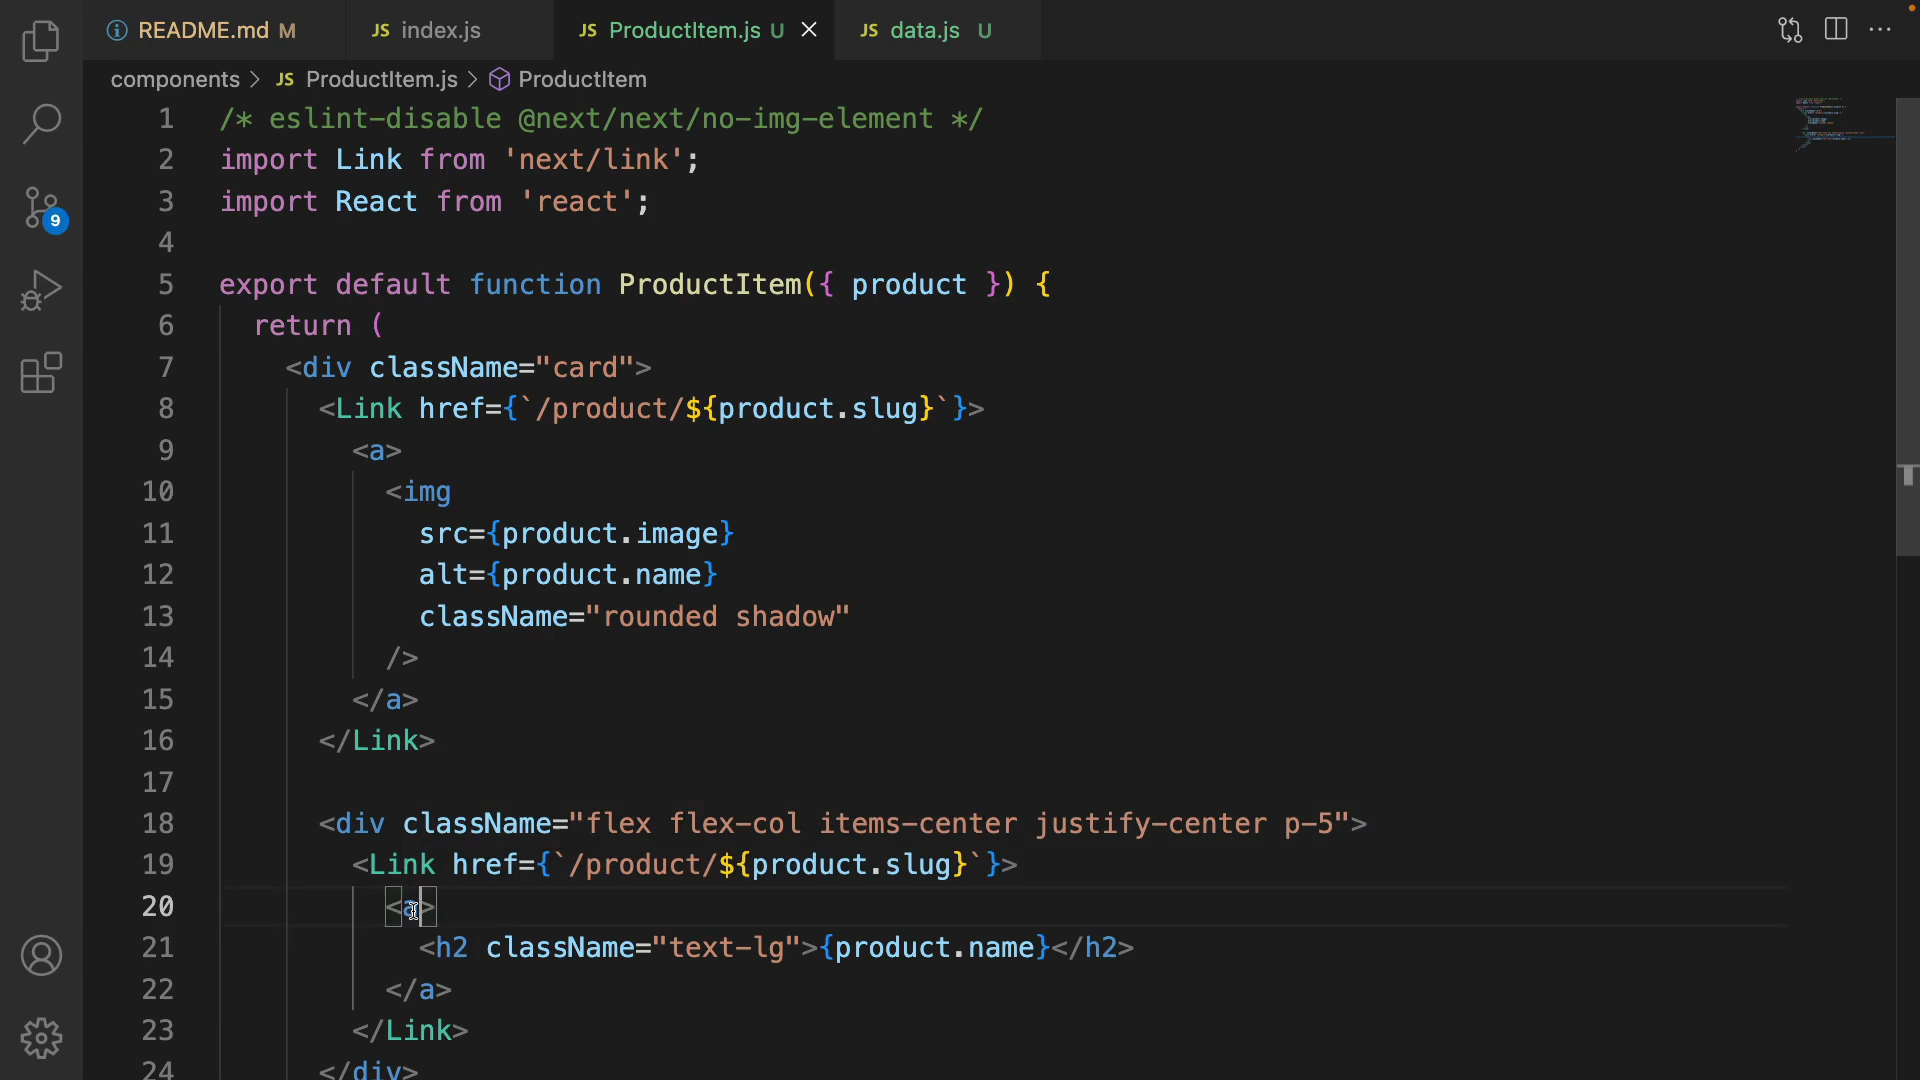 README.md M
JS index.js
JS ProductItem.js U
JS data.js U
components > JS ProductItem.js > ProductItem
1 /* eslint-disable @next/next/no-img-element */
2 import Link from 'next/link';
3 import React from 'react';
4
5 export default function ProductItem({ product }) {
6 return (
7 <div className="card">
8 <Link href={`/product/${product.slug}`}>
9 <a>
10 <img
11 src={product.image}
12 alt={product.name}
13 className="rounded shadow"
14 />
15 </a>
16 </Link>
17
18 <div className="flex flex-col items-center justify-center p-5">
19 <Link href={`/product/${product.slug}`}>
20 <a>
21 <h2 className="text-lg">{product.name}</h2>
22 </a>
23 </Link>
24 </div>
9